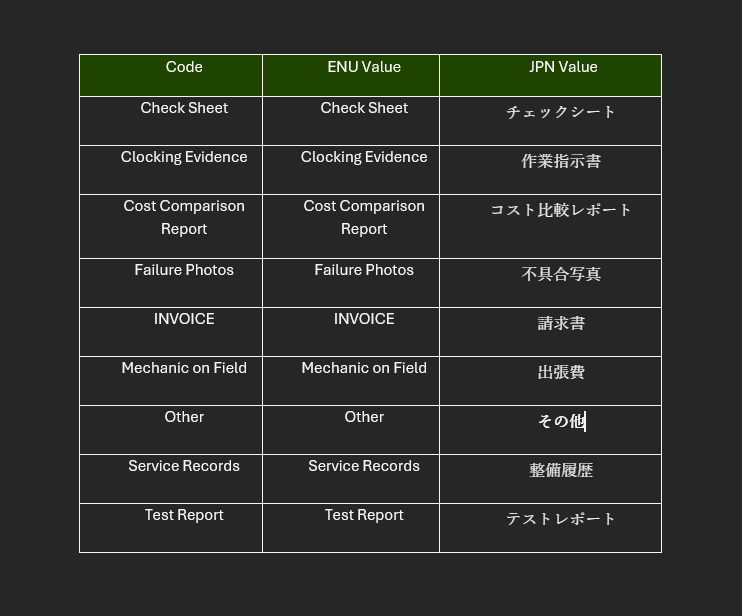 Code ENU Value JPN Value
Check Sheet Check Sheet チェックシート
Clocking Evidence Clocking Evidence 作業指示書
Cost Comparison Cost Comparison コスト比較レポート
Report Report
Failure Photos Failure Photos 不具合写真
INVOICE INVOICE 請求書
Mechanic on Field Mechanic on Field 出張費
Other Other その他
Service Records Service Records 整備履歴
Test Report Test Report テストレポート